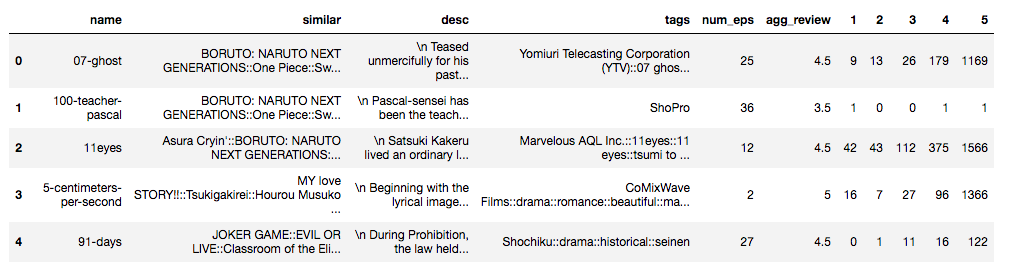 name similar desc tags num_eps agg_review 1 2 3 4 5
0 07-ghost BORUTO: NARUTO NEXT GENERATIONS::One Piece::Sw... \n Teased unmercifully for his past... Yomiuri Telecasting Corporation (YTV)::07 ghos... 25 4.5 9 13 26 179 1169
1 100-teacher-pascal BORUTO: NARUTO NEXT GENERATIONS::One Piece::Sw... \n Pascal-sensei has been the teach... ShoPro 36 3.5 1 0 0 1 1
2 11eyes Asura Cryin'::BORUTO: NARUTO NEXT GENERATIONS:... \n Satsuki Kakeru lived an ordinary l... Marvelous AQL Inc.::11eyes::11 eyes::tsumi to ... 12 4.5 42 43 112 375 1566
3 5-centimeters-per-second MY love STORY!!::Tsukigakirei::Hourou Musuko ... \n Beginning with the lyrical image... CoMixWave Films::drama::romance::beautiful::ma... 2 5 16 7 27 96 1366
4 91-days JOKER GAME::EVIL OR LIVE::Classroom of the Eli... \n During Prohibition, the law held... Shochiku::drama::historical::seinen 27 4.5 0 1 11 16 122